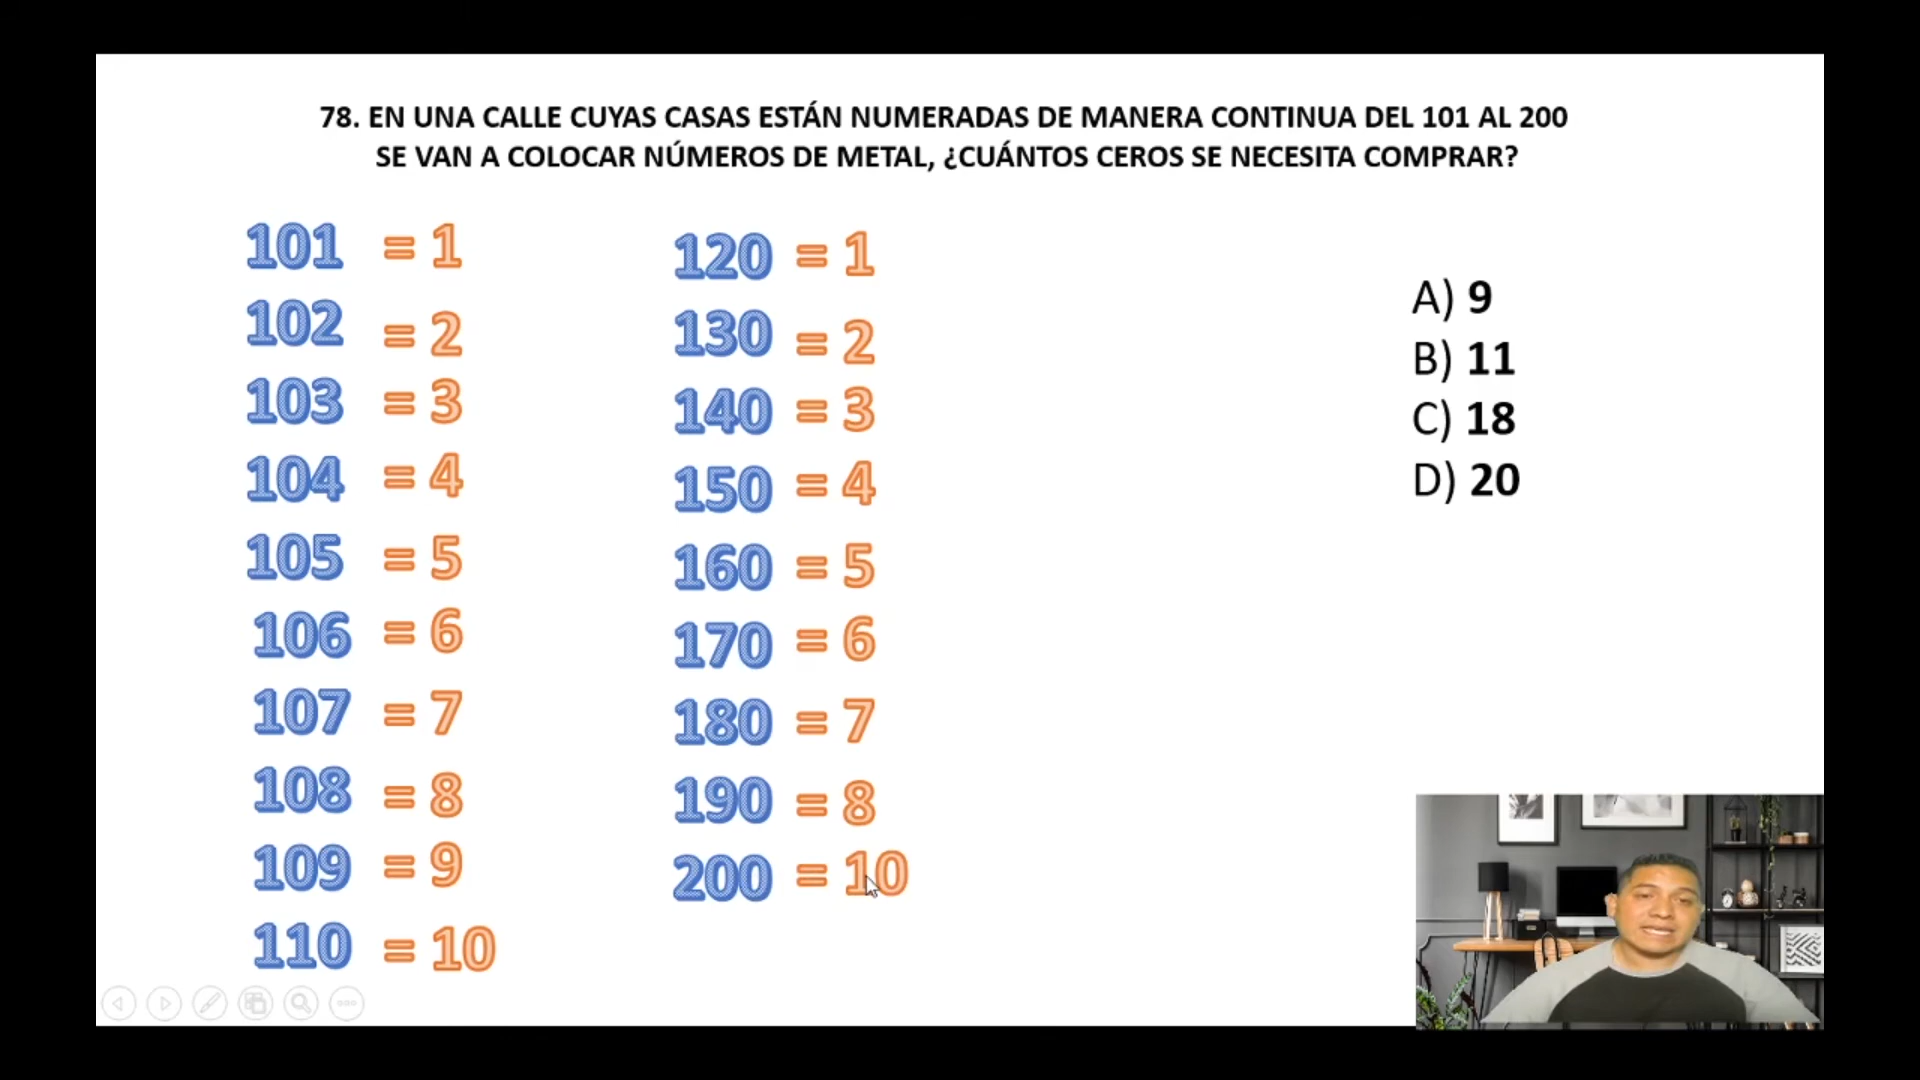 78. EN UNA CALLE CUYAS CASAS ESTÁN NUMERADAS DE MANERA CONTINUA DEL 101 AL 200
SE VAN A COLOCAR NÚMEROS DE METAL, ¿CUÁNTOS CEROS SE NECESITA COMPRAR?
101 = 1
102 = 2
103 = 3
104 = 4
105 = 5
106 = 6
107 = 7
108 = 8
109 = 9
110 = 10
120 = 1
130 = 2
140 = 3
150 = 4
160 = 5
170 = 6
180 = 7
190 = 8
200 = 10
A) 9
B) 11
C) 18
D) 20